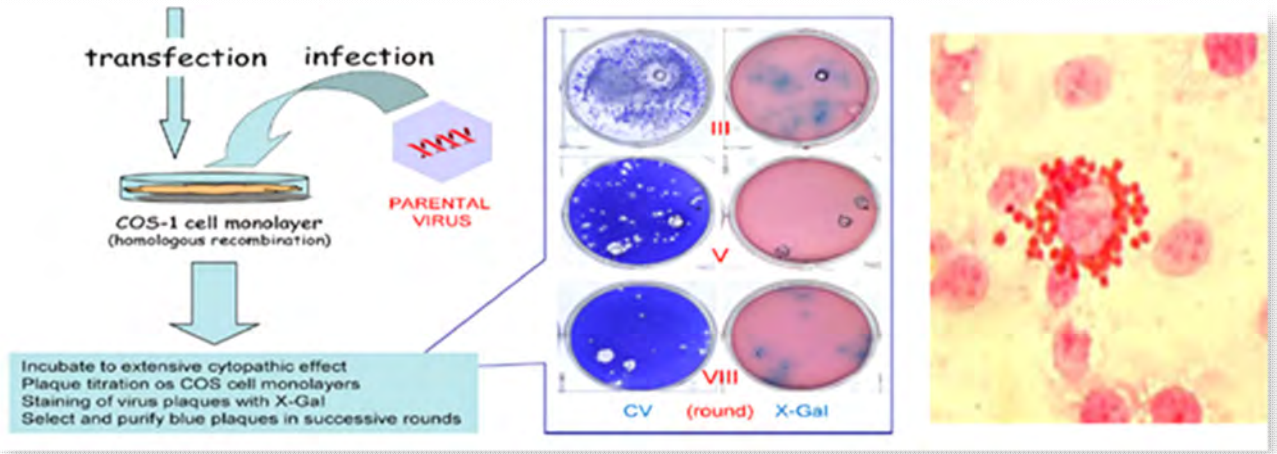 transfection infection
PARENTAL
VIRUS
COS-1 cell monolayer
(homologous recombination)
Incubate to extensive cytopathic effect
Plaque titration os COS cell monolayers
Staining of virus plaques with X-Gal
Select and purify blue plaques in successive rounds
III
V
VIII
CV (round) X-Gal